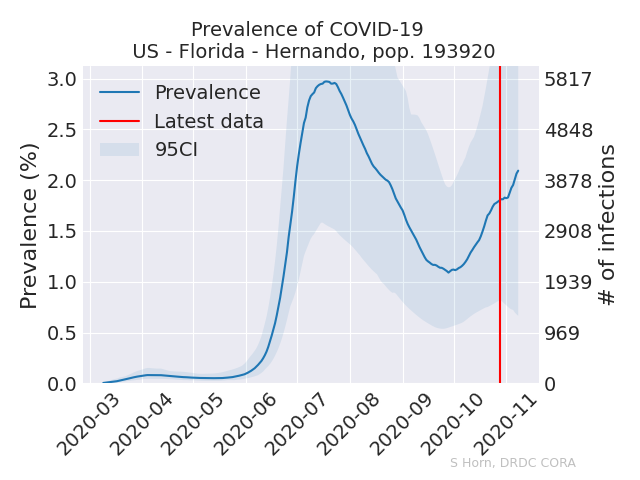 Prevalence of COVID-19
US - Florida - Hernando, pop. 193920
Prevalence
Latest data
95CI
Prevalence (%)
3.0
2.5
2.0
1.5
1.0
0.5
0.0
5817
4848
3878
2908
1939
969
0
# of infections
2020-03
2020-04
2020-05
2020-06
2020-07
2020-08
2020-09
2020-10
2020-11
S Horn, DRDC CORA